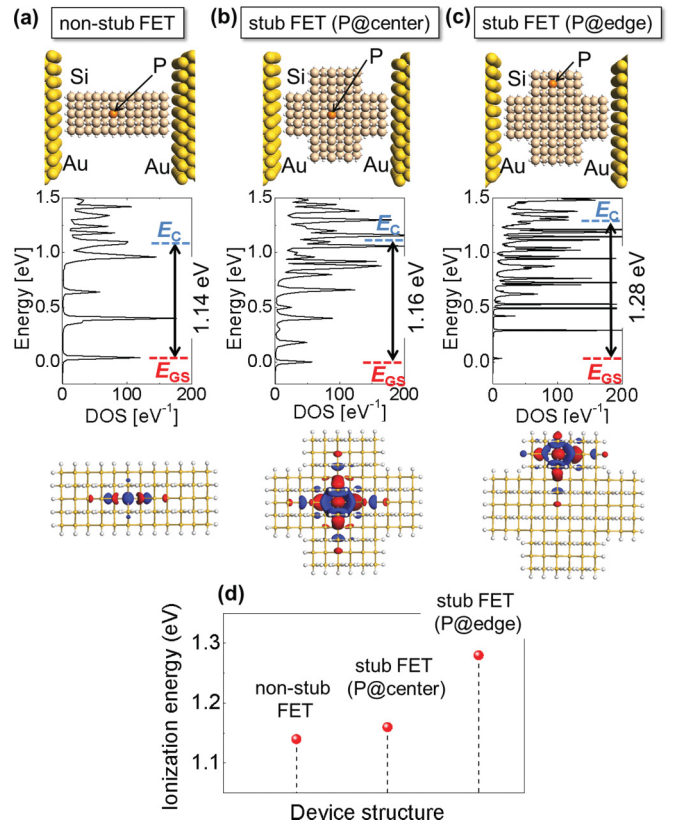 (a)
non-stub FET
(b)
stub FET (P@center)
(c)
stub FET (P@edge)
Si
P
Au
Au
Si
P
Au
Au
Si
P
Au
Au
Energy [eV]
1.5
1.0
0.5
0.0
E_C
1.14 eV
E_GS
0
100
200
DOS [eV⁻¹]
Energy [eV]
1.5
1.0
0.5
0.0
E_C
1.16 eV
E_GS
0
100
200
DOS [eV⁻¹]
Energy [eV]
1.5
1.0
0.5
0.0
E_C
1.28 eV
E_GS
0
100
200
DOS [eV⁻¹]
(d)
Ionization energy (eV)
1.3
1.2
1.1
non-stub
FET
stub FET
(P@center)
stub FET
(P@edge)
Device structure